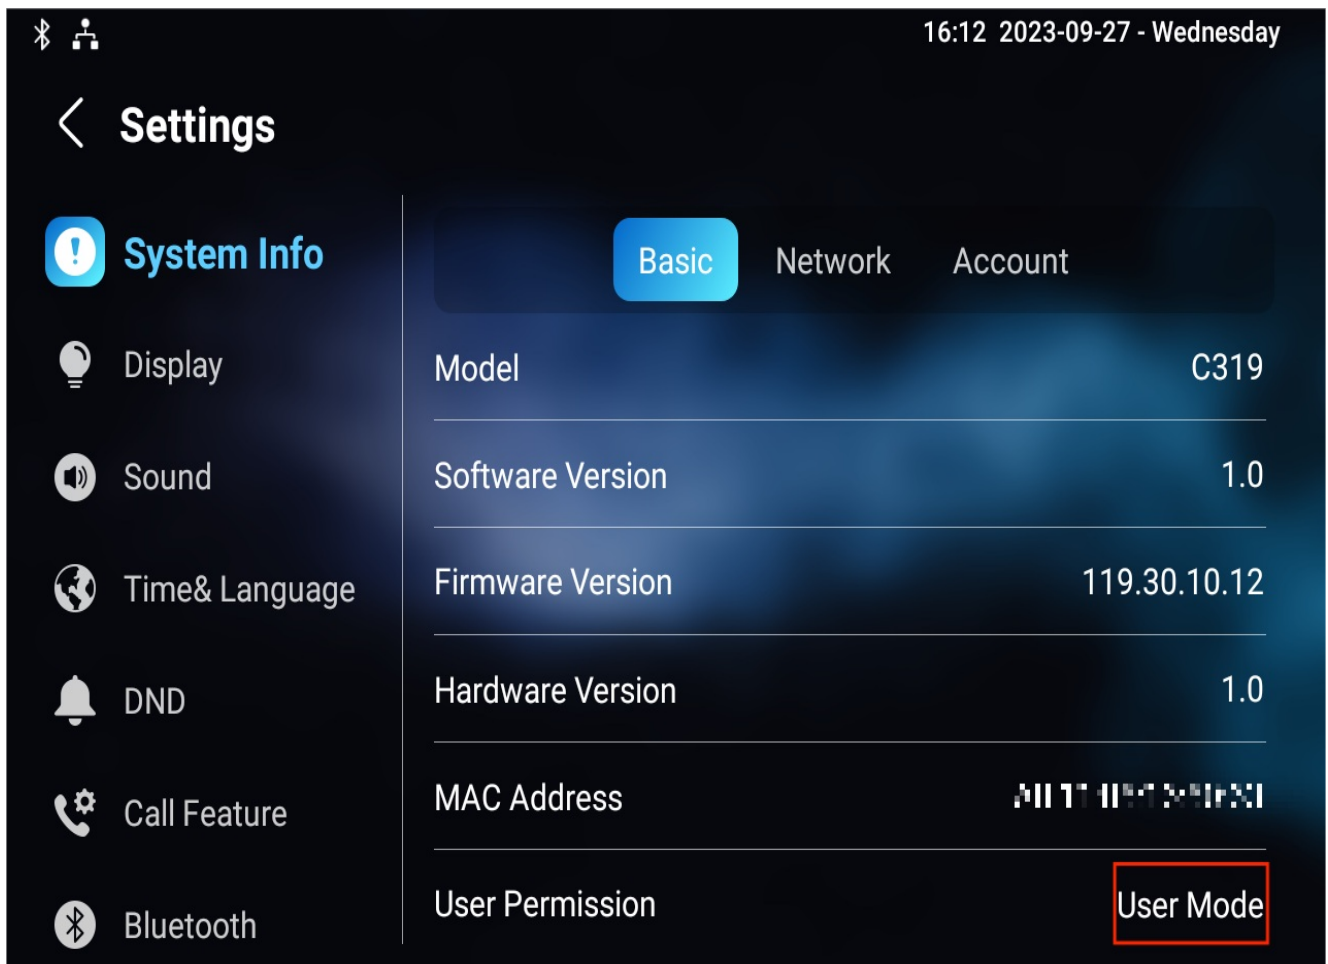 16:12 2023-09-27 - Wednesday
Settings
System Info
Display
Sound
Time& Language
DND
Call Feature
Bluetooth
Basic Network Account
Model C319
Software Version 1.0
Firmware Version 119.30.10.12
Hardware Version 1.0
MAC Address
User Permission User Mode